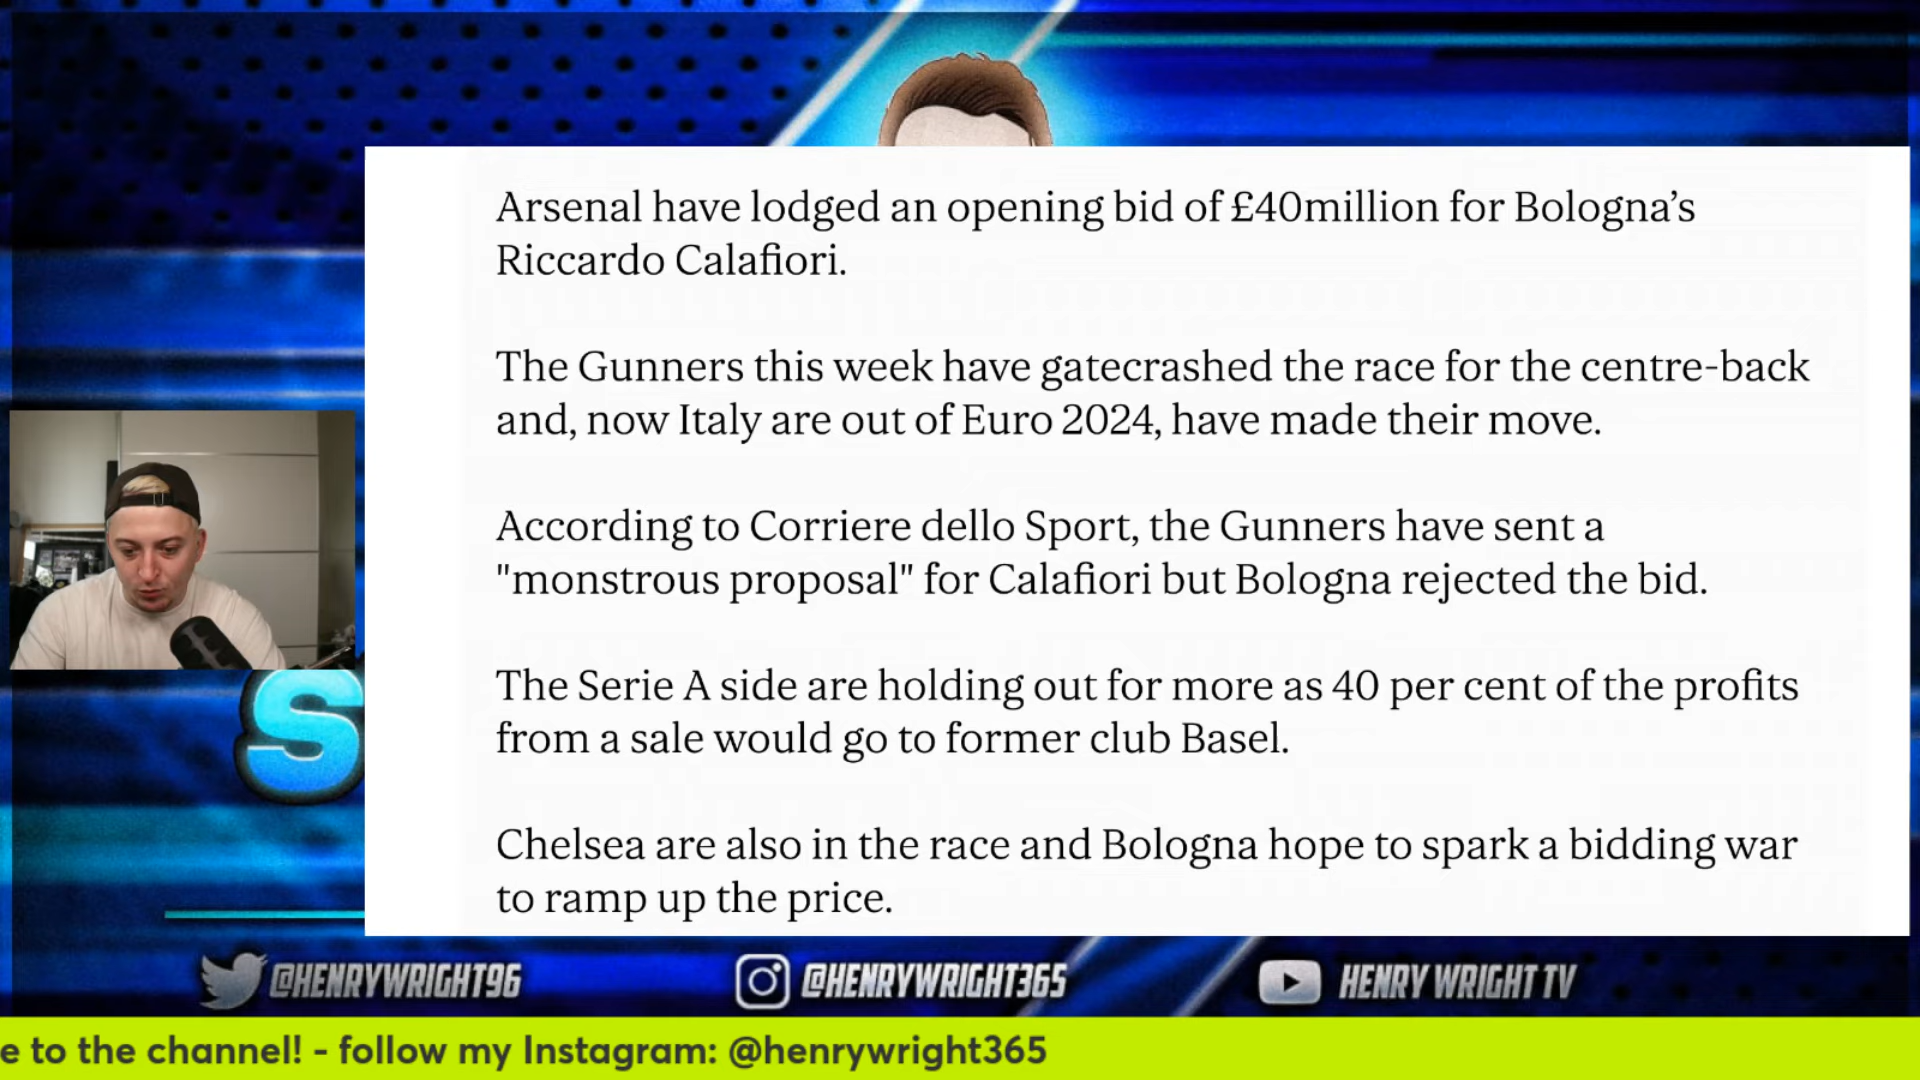 Arsenal have lodged an opening bid of £40million for Bologna’s
Riccardo Calafiori.
The Gunners this week have gatecrashed the race for the centre-back
and, now Italy are out of Euro 2024, have made their move.
According to Corriere dello Sport, the Gunners have sent a
"monstrous proposal" for Calafiori but Bologna rejected the bid.
The Serie A side are holding out for more as 40 per cent of the profits
from a sale would go to former club Basel.
Chelsea are also in the race and Bologna hope to spark a bidding war
to ramp up the price.
S
@HENRYWRIGHT96
@HENRYWRIGHT365
HENRY WRIGHT TV
e to the channel! - follow my Instagram: @henrywright365